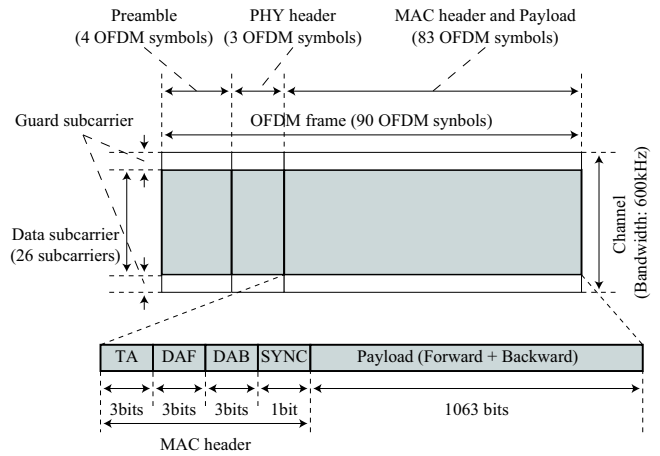 Preamble
(4 OFDM symbols)
PHY header
(3 OFDM symbols)
MAC header and Payload
(83 OFDM symbols)
OFDM frame (90 OFDM synbols)
Guard subcarrier
Data subcarrier
(26 subcarriers)
Channel
(Bandwidth: 600kHz)
TA
DAF
DAB
SYNC
Payload (Forward + Backward)
3bits
3bits
3bits
1bit
1063 bits
MAC header